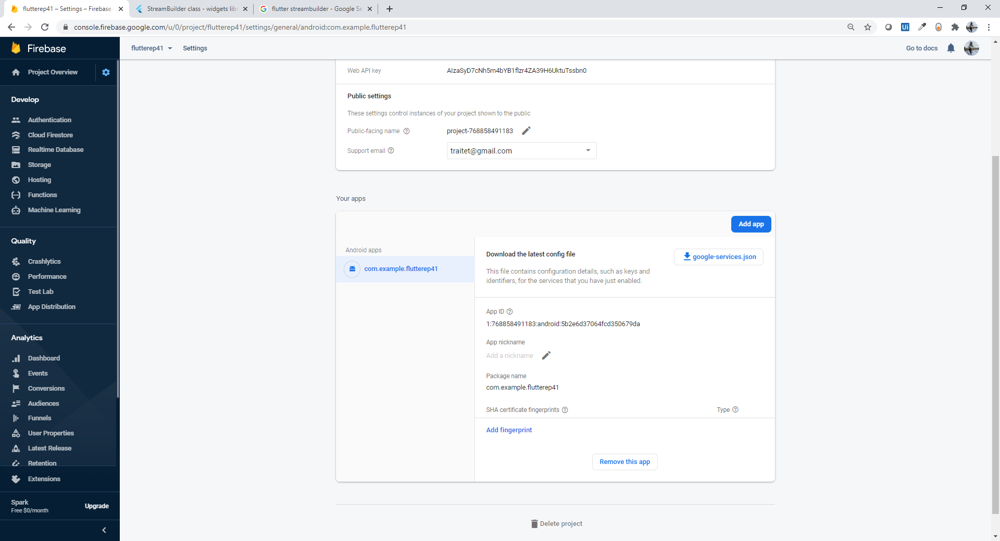 flutterep41 – Settings – Firebase
StreamBuilder class - widgets libr
flutter streambuilder - Google Se
console.firebase.google.com/u/0/project/flutterep41/settings/general/android:com.example.flutterep41
Ui
Firebase
flutterep41
Settings
Go to docs
Project Overview
Develop
Authentication
Cloud Firestore
Realtime Database
Storage
Hosting
Functions
Machine Learning
Quality
Crashlytics
Performance
Test Lab
App Distribution
Analytics
Dashboard
Events
Conversions
Audiences
Funnels
User Properties
Latest Release
Retention
Extensions
Spark
Free $0/month
Upgrade
Web API key
AIzaSyD7cNh5m4bYB1flzr4ZA39H6UktuTssbn0
Public settings
These settings control instances of your project shown to the public
Public-facing name
project-768858491183
Support email
traitet@gmail.com
Your apps
Add app
Android apps
com.example.flutterep41
Download the latest config file
google-services.json
This file contains configuration details, such as keys and
identifiers, for the services that you have just enabled.
App ID
1:768858491183:android:5b2e6d37064fcd350679da
App nickname
Add a nickname
Package name
com.example.flutterep41
SHA certificate fingerprints
Type
Add fingerprint
Remove this app
Delete project